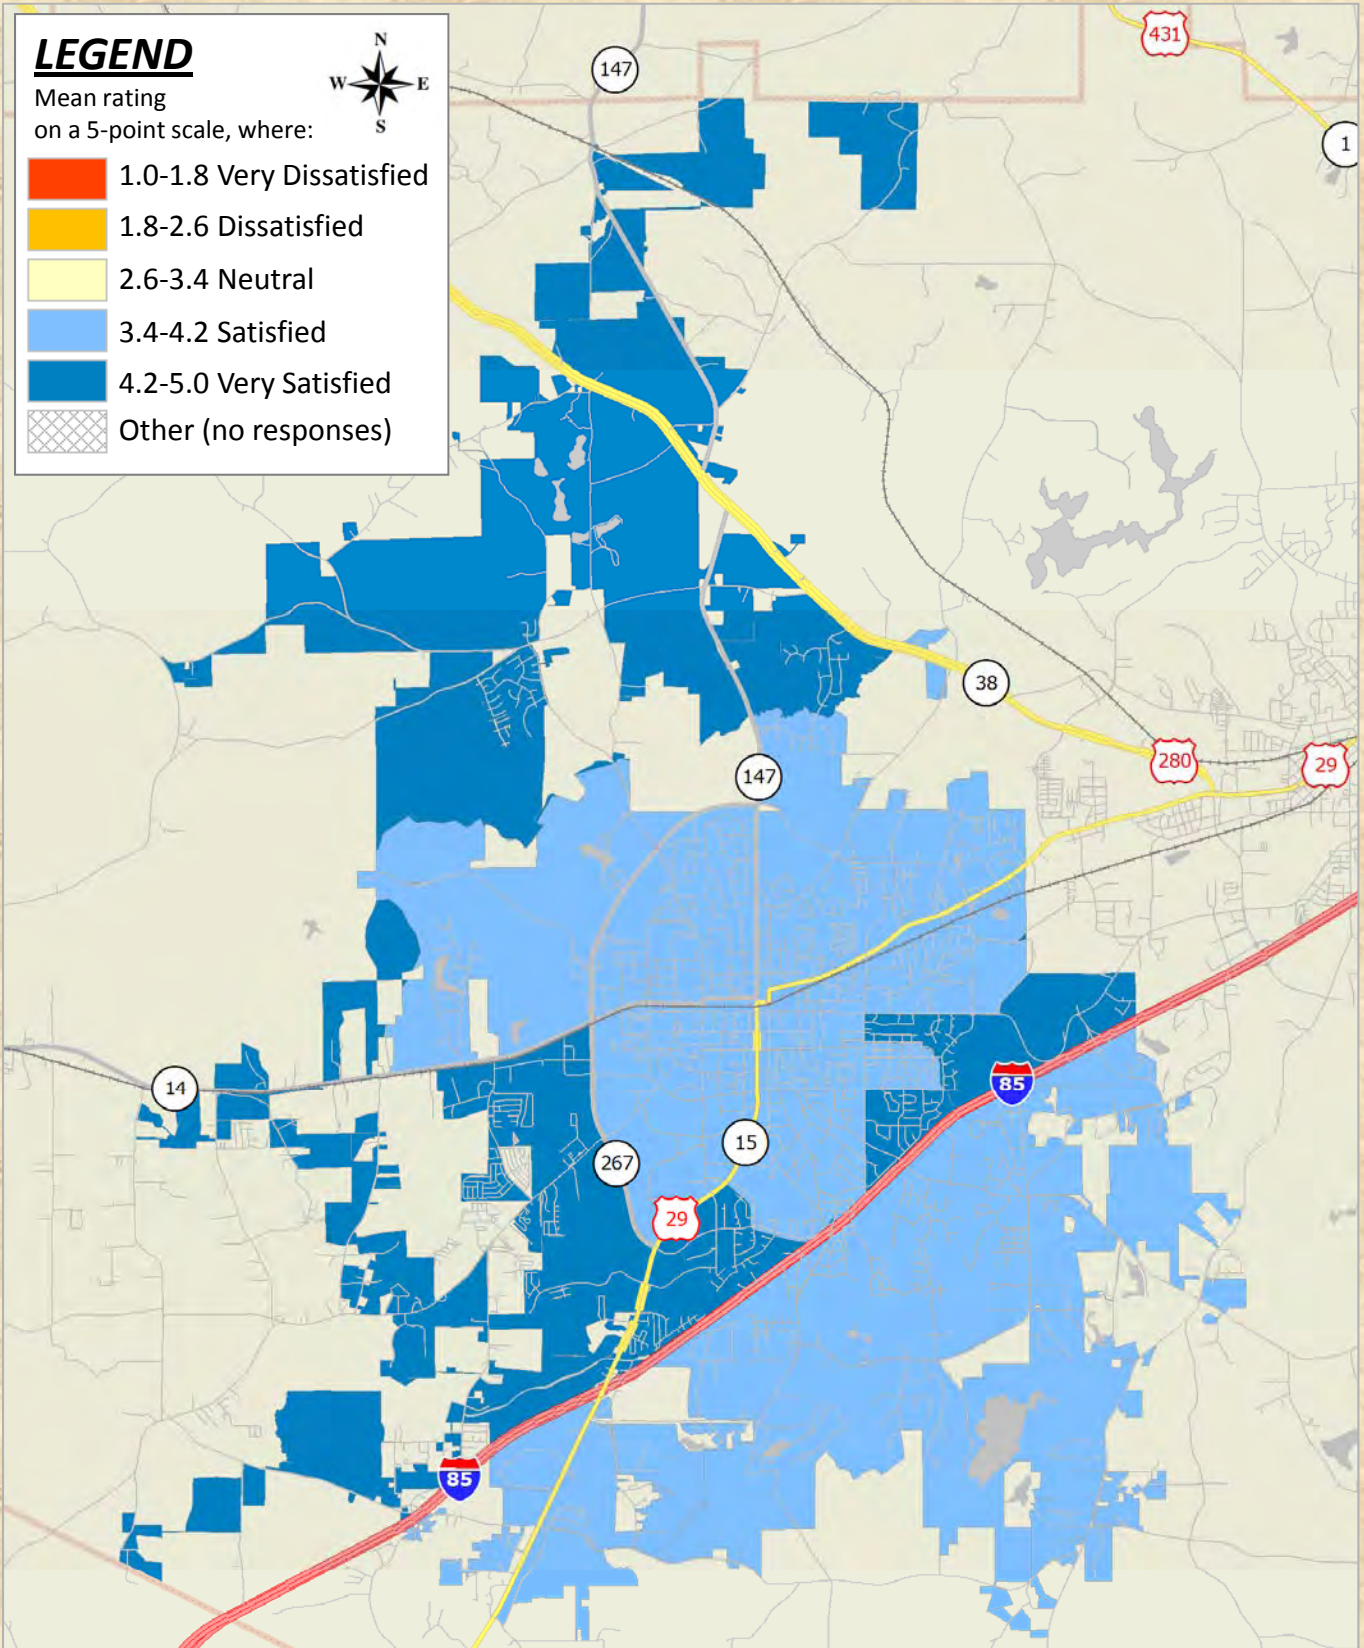 LEGEND
Mean rating
on a 5-point scale, where:
1.0-1.8 Very Dissatisfied
1.8-2.6 Dissatisfied
2.6-3.4 Neutral
3.4-4.2 Satisfied
4.2-5.0 Very Satisfied
Other (no responses)
N
W E
S
147
431
1
38
280
29
147
14
85
15
267
29
85